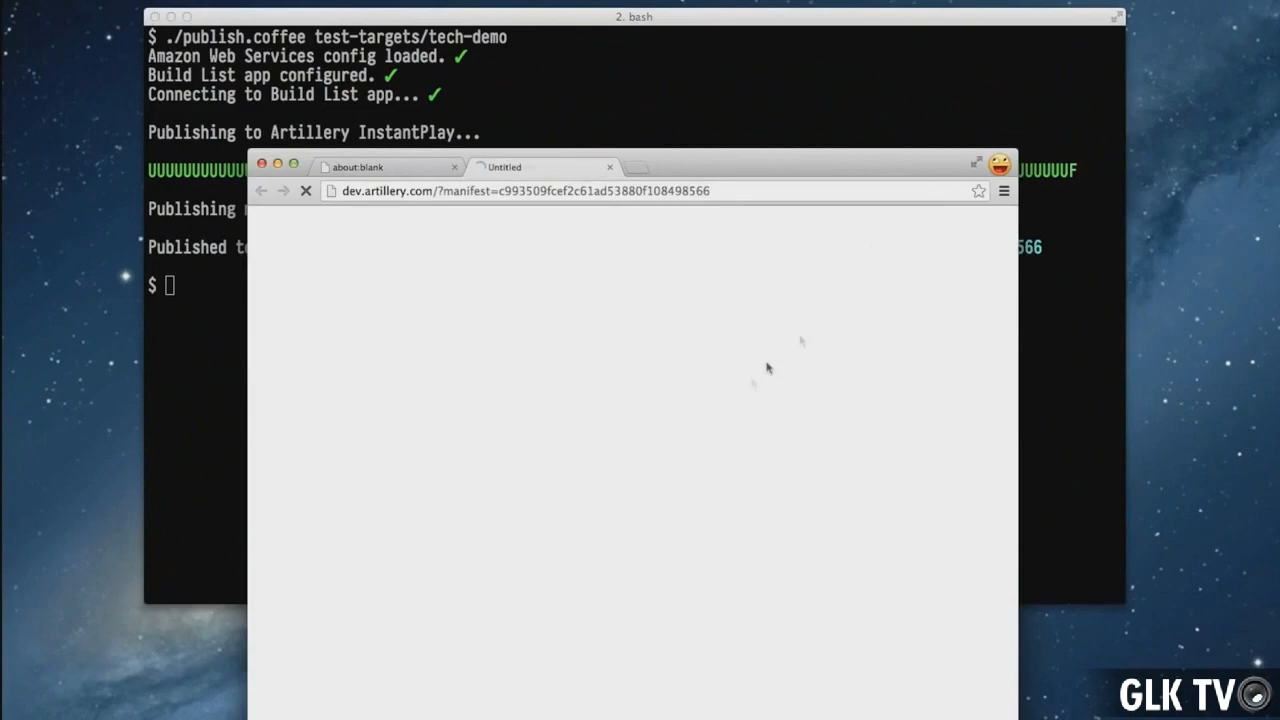 2. bash
$ ./publish.coffee test-targets/tech-demo
Amazon Web Services config loaded. ✓
Build List app configured. ✓
Connecting to Build List app... ✓
Publishing to Artillery InstantPlay...
about:blank
Untitled
dev.artillery.com/?manifest=c993509fcef2c61ad53880f108498566
Publishing
Published
566
$
GLK TV